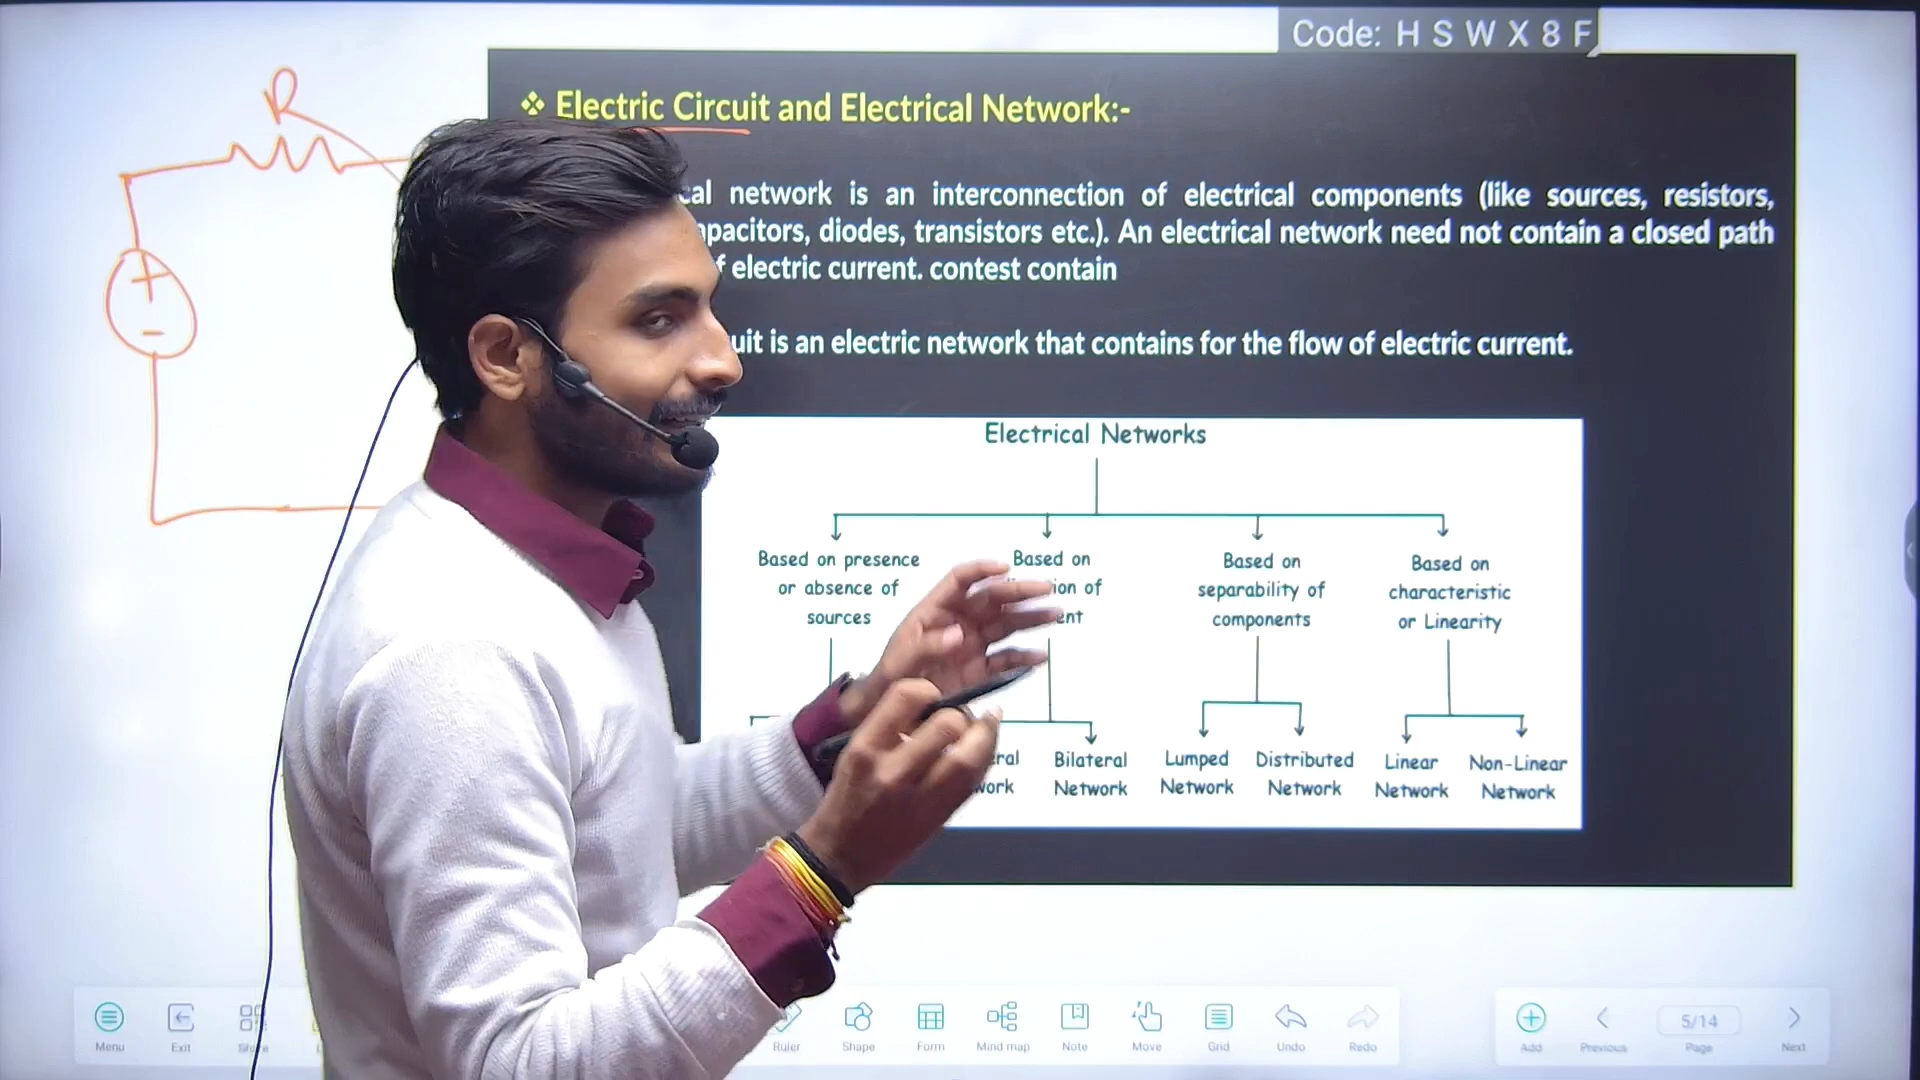 Code: H S W X 8 F
R
❖ Electric Circuit and Electrical Network:-
network is an interconnection of electrical components (like sources, resistors,
diodes, transistors etc.). An electrical network need not contain a closed path
electric current. contest contain
is an electric network that contains for the flow of electric current.
+
-
Electrical Networks
Based on presence
or absence of
sources
Based on
of
Based on
separability of
components
Based on
characteristic
or Linearity
Bilateral
Network
Lumped
Network
Distributed
Network
Linear
Network
Non-Linear
Network
Menu
Exit
Ruler
Shape
Form
Mind map
Note
Move
Grid
Undo
Redo
Add
Previous
5/14
Page
Next